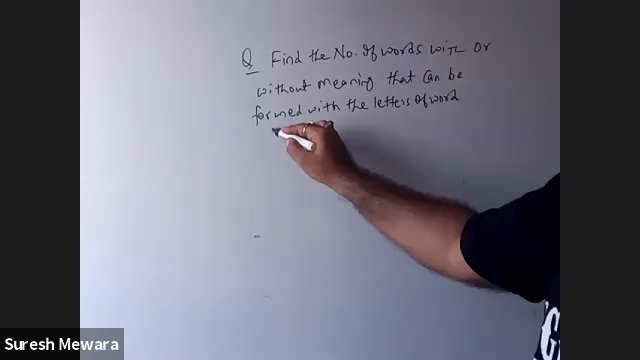 Q Find the No. Of words with Or
without meaning that Can be
formed with the letters Of word
Suresh Mewara